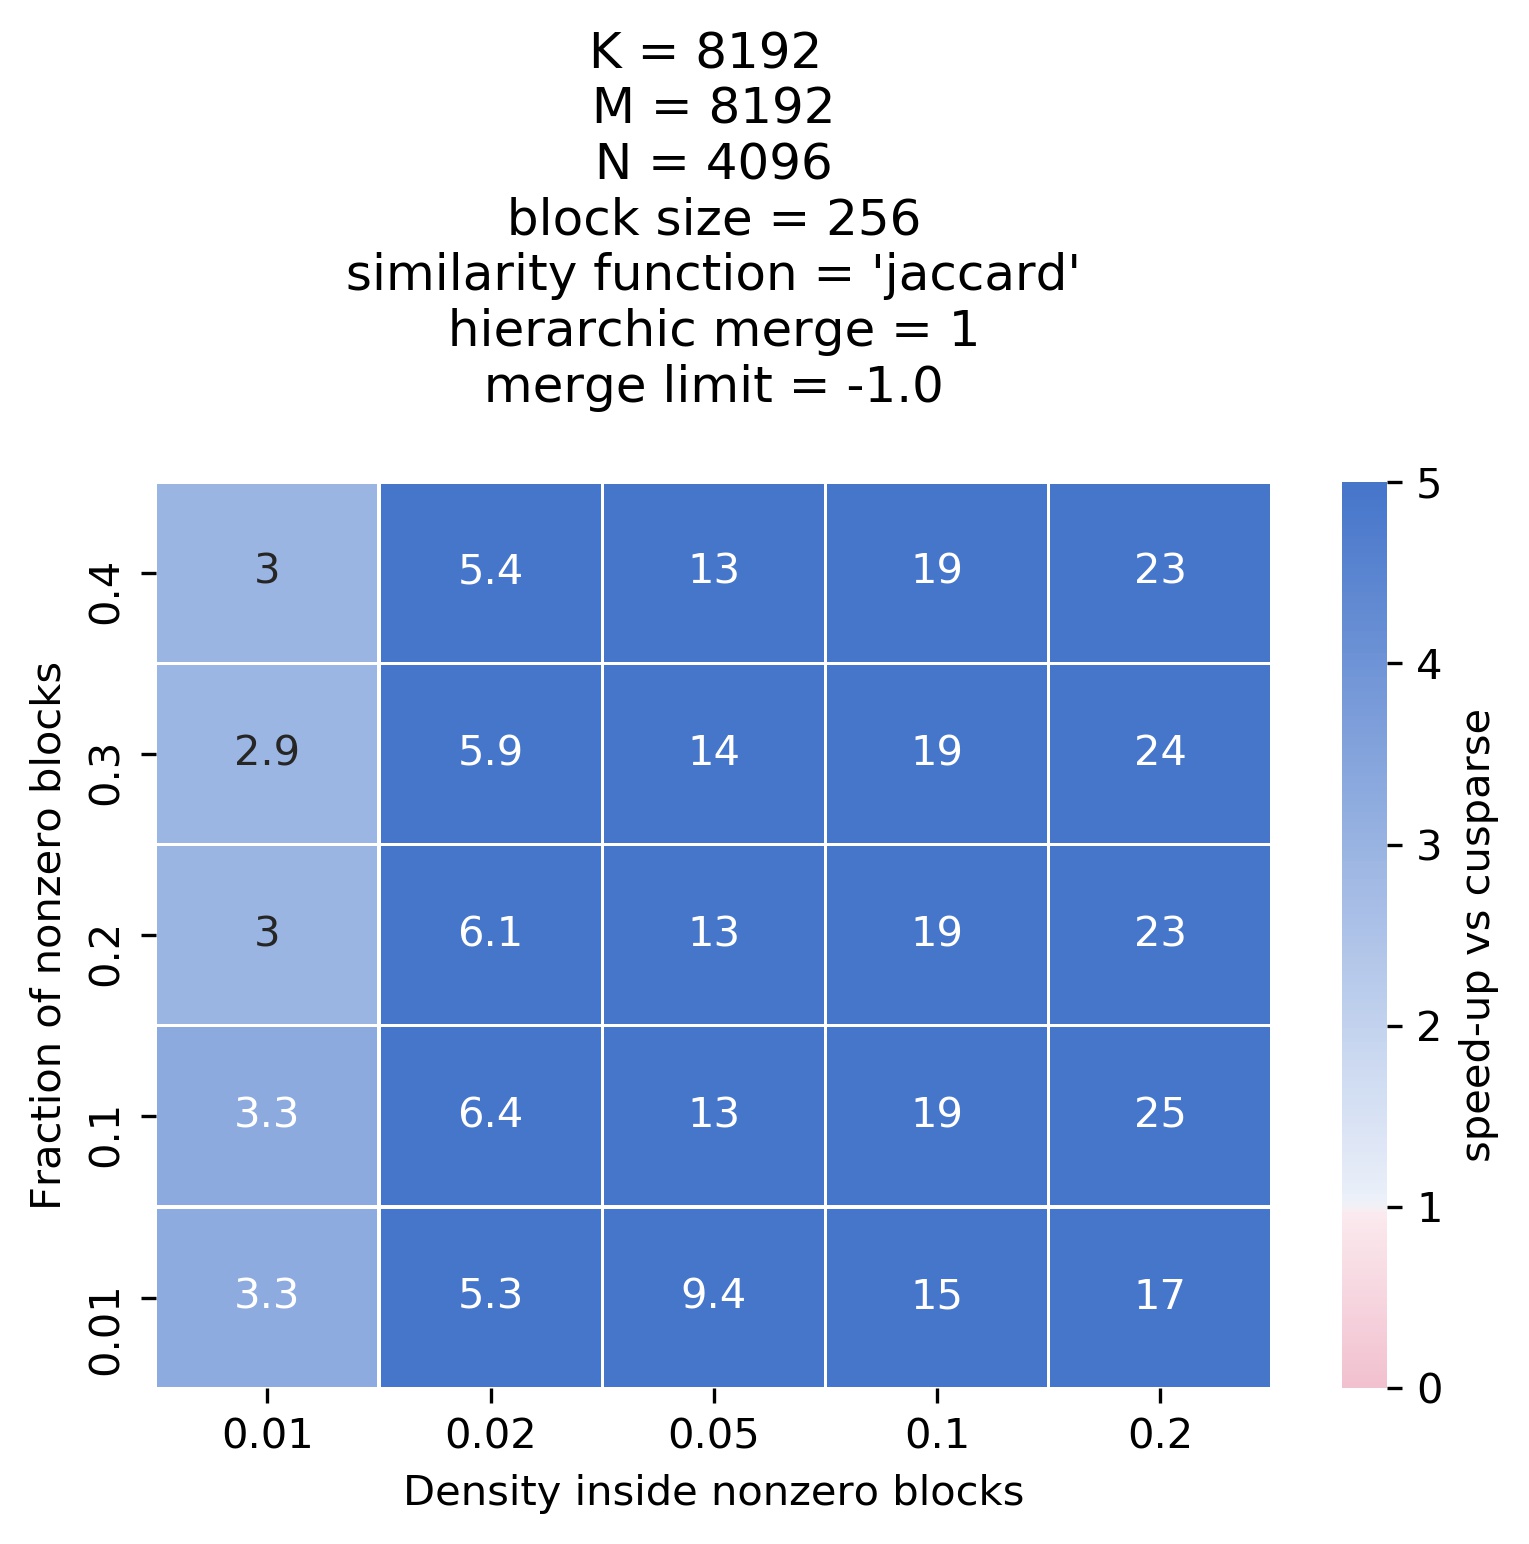 K = 8192
M = 8192
N = 4096
block size = 256
similarity function = 'jaccard'
hierarchic merge = 1
merge limit = -1.0
Fraction of nonzero blocks
0.4 3 5.4 13 19 23
0.3 2.9 5.9 14 19 24
0.2 3 6.1 13 19 23
0.1 3.3 6.4 13 19 25
0.01 3.3 5.3 9.4 15 17
0.01 0.02 0.05 0.1 0.2
Density inside nonzero blocks
5
4
3
2
1
0
speed-up vs cusparse